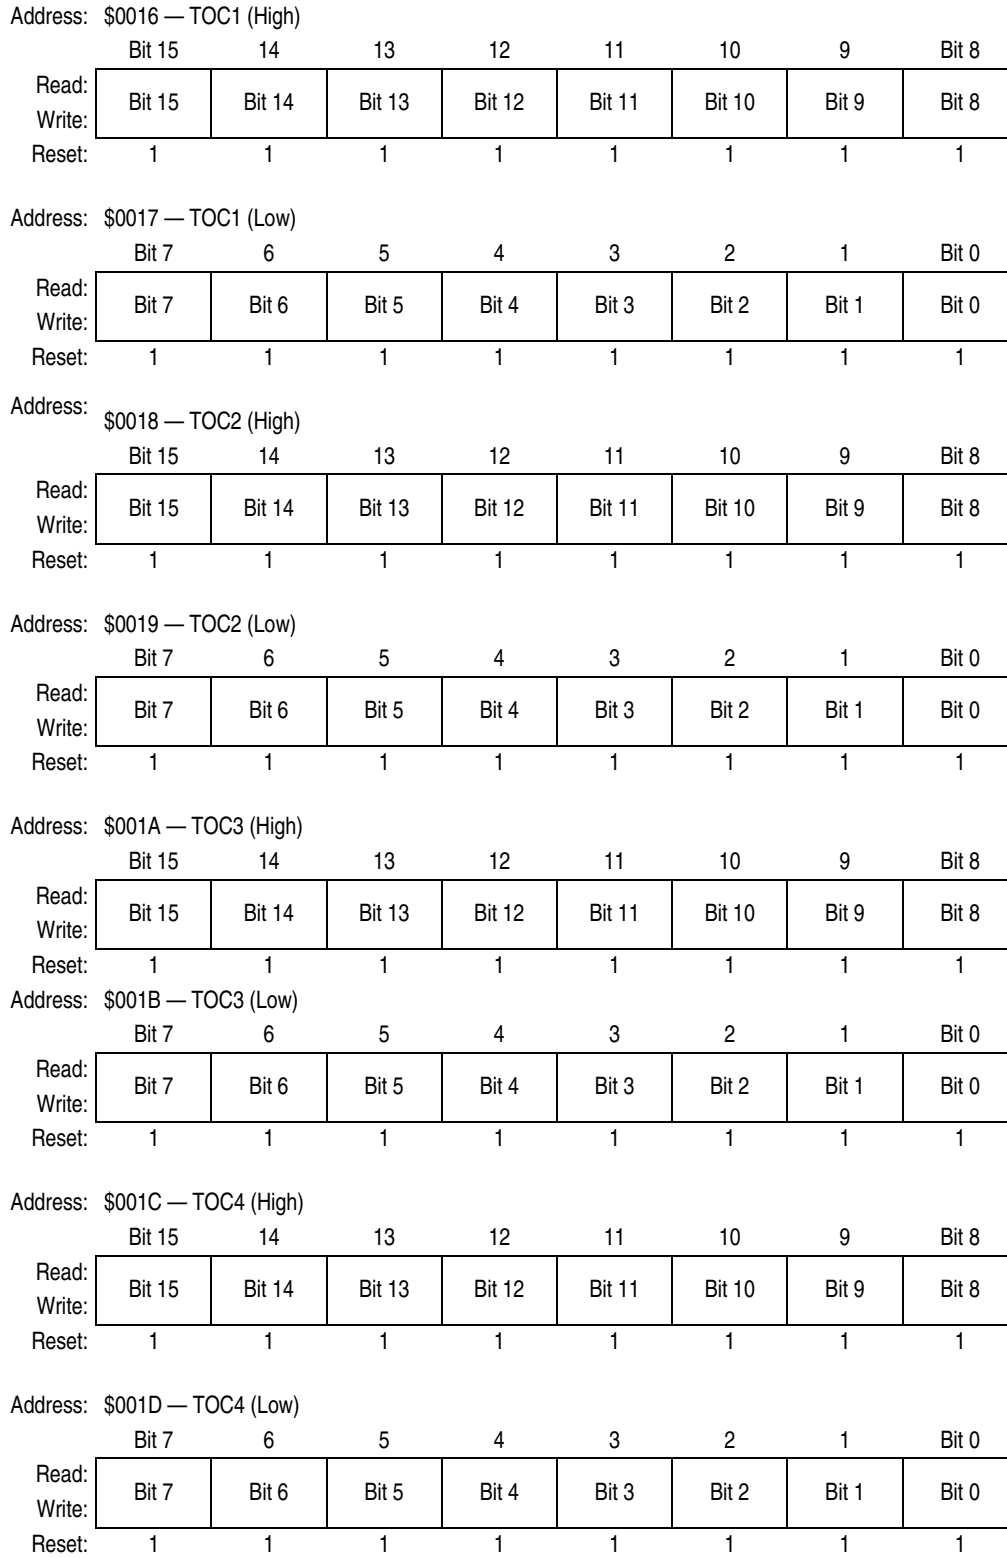 Address: $0016 — TOC1 (High)
Bit 15 14 13 12 11 10 9 Bit 8
Read:
Bit 15 Bit 14 Bit 13 Bit 12 Bit 11 Bit 10 Bit 9 Bit 8
Write:
Reset: 1 1 1 1 1 1 1 1
Address: $0017 — TOC1 (Low)
Bit 7 6 5 4 3 2 1 Bit 0
Read:
Bit 7 Bit 6 Bit 5 Bit 4 Bit 3 Bit 2 Bit 1 Bit 0
Write:
Reset: 1 1 1 1 1 1 1 1
Address: $0018 — TOC2 (High)
Bit 15 14 13 12 11 10 9 Bit 8
Read:
Bit 15 Bit 14 Bit 13 Bit 12 Bit 11 Bit 10 Bit 9 Bit 8
Write:
Reset: 1 1 1 1 1 1 1 1
Address: $0019 — TOC2 (Low)
Bit 7 6 5 4 3 2 1 Bit 0
Read:
Bit 7 Bit 6 Bit 5 Bit 4 Bit 3 Bit 2 Bit 1 Bit 0
Write:
Reset: 1 1 1 1 1 1 1 1
Address: $001A — TOC3 (High)
Bit 15 14 13 12 11 10 9 Bit 8
Read:
Bit 15 Bit 14 Bit 13 Bit 12 Bit 11 Bit 10 Bit 9 Bit 8
Write:
Reset: 1 1 1 1 1 1 1 1
Address: $001B — TOC3 (Low)
Bit 7 6 5 4 3 2 1 Bit 0
Read:
Bit 7 Bit 6 Bit 5 Bit 4 Bit 3 Bit 2 Bit 1 Bit 0
Write:
Reset: 1 1 1 1 1 1 1 1
Address: $001C — TOC4 (High)
Bit 15 14 13 12 11 10 9 Bit 8
Read:
Bit 15 Bit 14 Bit 13 Bit 12 Bit 11 Bit 10 Bit 9 Bit 8
Write:
Reset: 1 1 1 1 1 1 1 1
Address: $001D — TOC4 (Low)
Bit 7 6 5 4 3 2 1 Bit 0
Read:
Bit 7 Bit 6 Bit 5 Bit 4 Bit 3 Bit 2 Bit 1 Bit 0
Write:
Reset: 1 1 1 1 1 1 1 1